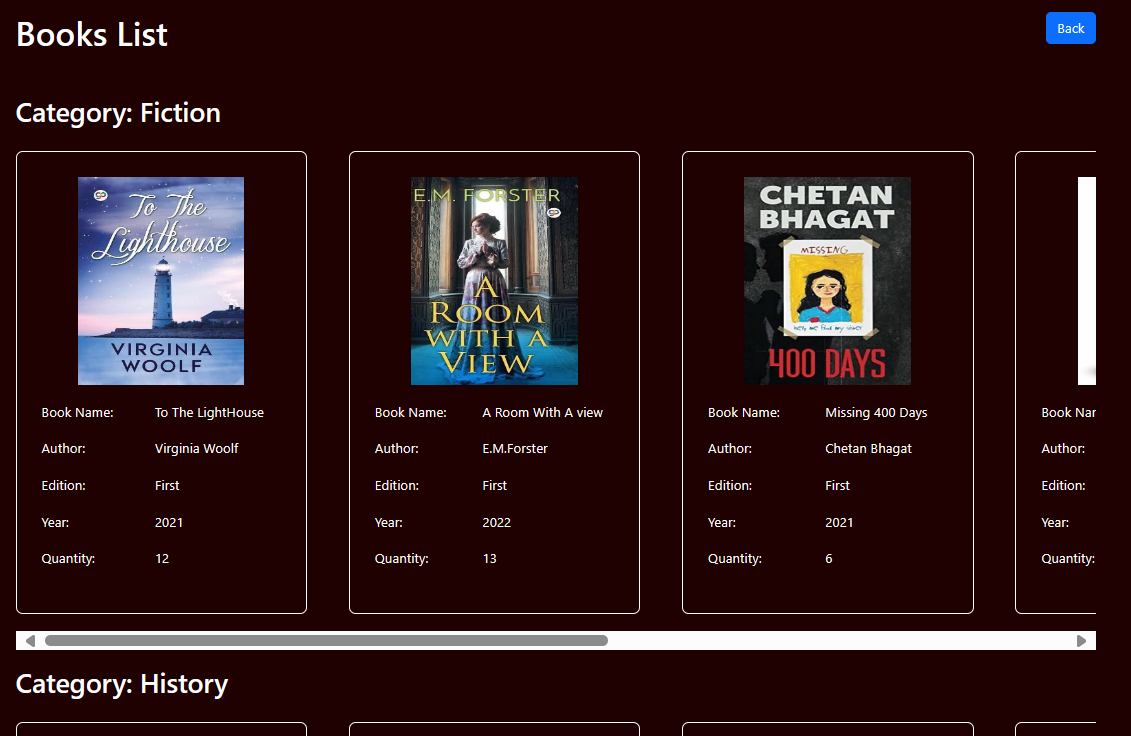 Books List
Back
Category: Fiction
To The
Lighthouse
VIRGINIA
WOOLF
Book Name: To The LightHouse
Author: Virginia Woolf
Edition: First
Year: 2021
Quantity: 12
E.M. FORSTER
A
ROOM
WITH A
VIEW
Book Name: A Room With A view
Author: E.M.Forster
Edition: First
Year: 2022
Quantity: 13
CHETAN
BHAGAT
MISSING
400 DAYS
Book Name: Missing 400 Days
Author: Chetan Bhagat
Edition: First
Year: 2021
Quantity: 6
Book Nar
Author:
Edition:
Year:
Quantity:
Category: History